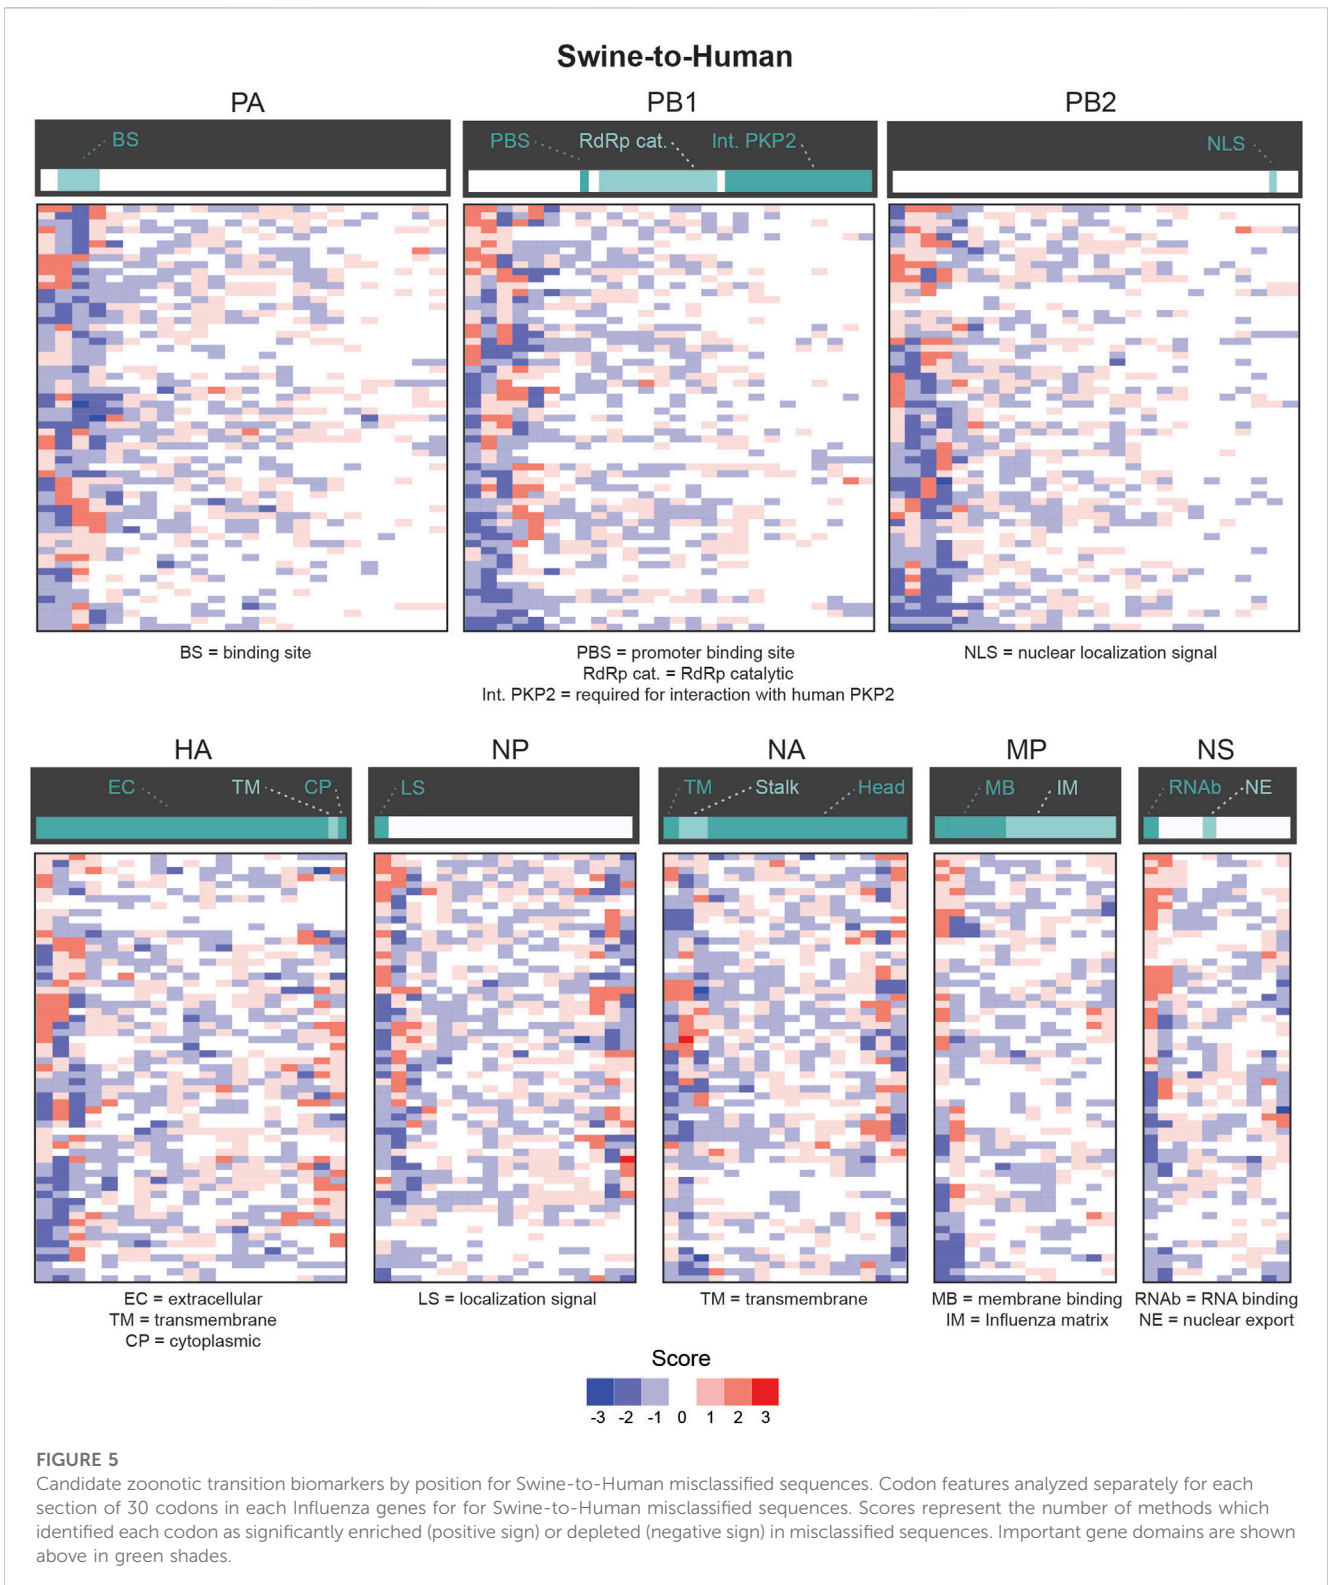 Swine-to-Human
PA PB1 PB2
BS PBS RdRp cat. Int. PKP2 NLS
BS = binding site
PBS = promoter binding site
RdRp cat. = RdRp catalytic
Int. PKP2 = required for interaction with human PKP2
NLS = nuclear localization signal
HA NP NA MP NS
EC TM CP LS TM Stalk Head MB IM RNAb NE
EC = extracellular
TM = transmembrane
CP = cytoplasmic
LS = localization signal
TM = transmembrane
MB = membrane binding
IM = Influenza matrix
RNAb = RNA binding
NE = nuclear export
Score
-3 -2 -1 0 1 2 3
FIGURE 5
Candidate zoonotic transition biomarkers by position for Swine-to-Human misclassified sequences. Codon features analyzed separately for each
section of 30 codons in each Influenza genes for for Swine-to-Human misclassified sequences. Scores represent the number of methods which
identified each codon as significantly enriched (positive sign) or depleted (negative sign) in misclassified sequences. Important gene domains are shown
above in green shades.